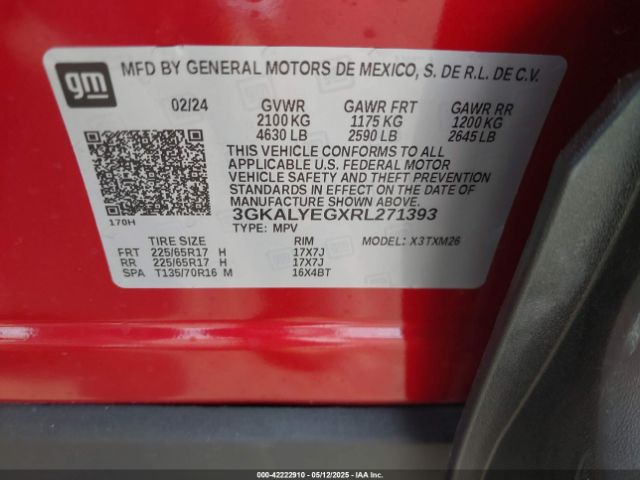 gm
MFD BY GENERAL MOTORS DE MEXICO, S. DE R.L. DE C.V.
02/24 GVWR GAWR FRT GAWR RR
2100 KG 1175 KG 1200 KG
4630 LB 2590 LB 2645 LB
THIS VEHICLE CONFORMS TO ALL
APPLICABLE U.S. FEDERAL MOTOR
VEHICLE SAFETY AND THEFT PREVENTION
STANDARDS IN EFFECT ON THE DATE OF
MANUFACTURE SHOWN ABOVE.
3GKALYEGXRL271393
170H
TYPE: MPV MODEL: X3TXM26
TIRE SIZE RIM
FRT 225/65R17 H 17X7J
RR 225/65R17 H 17X7J
SPA T135/70R16 M 16X4BT
000-42222910 - 05/12/2025 - IAA, LLC.